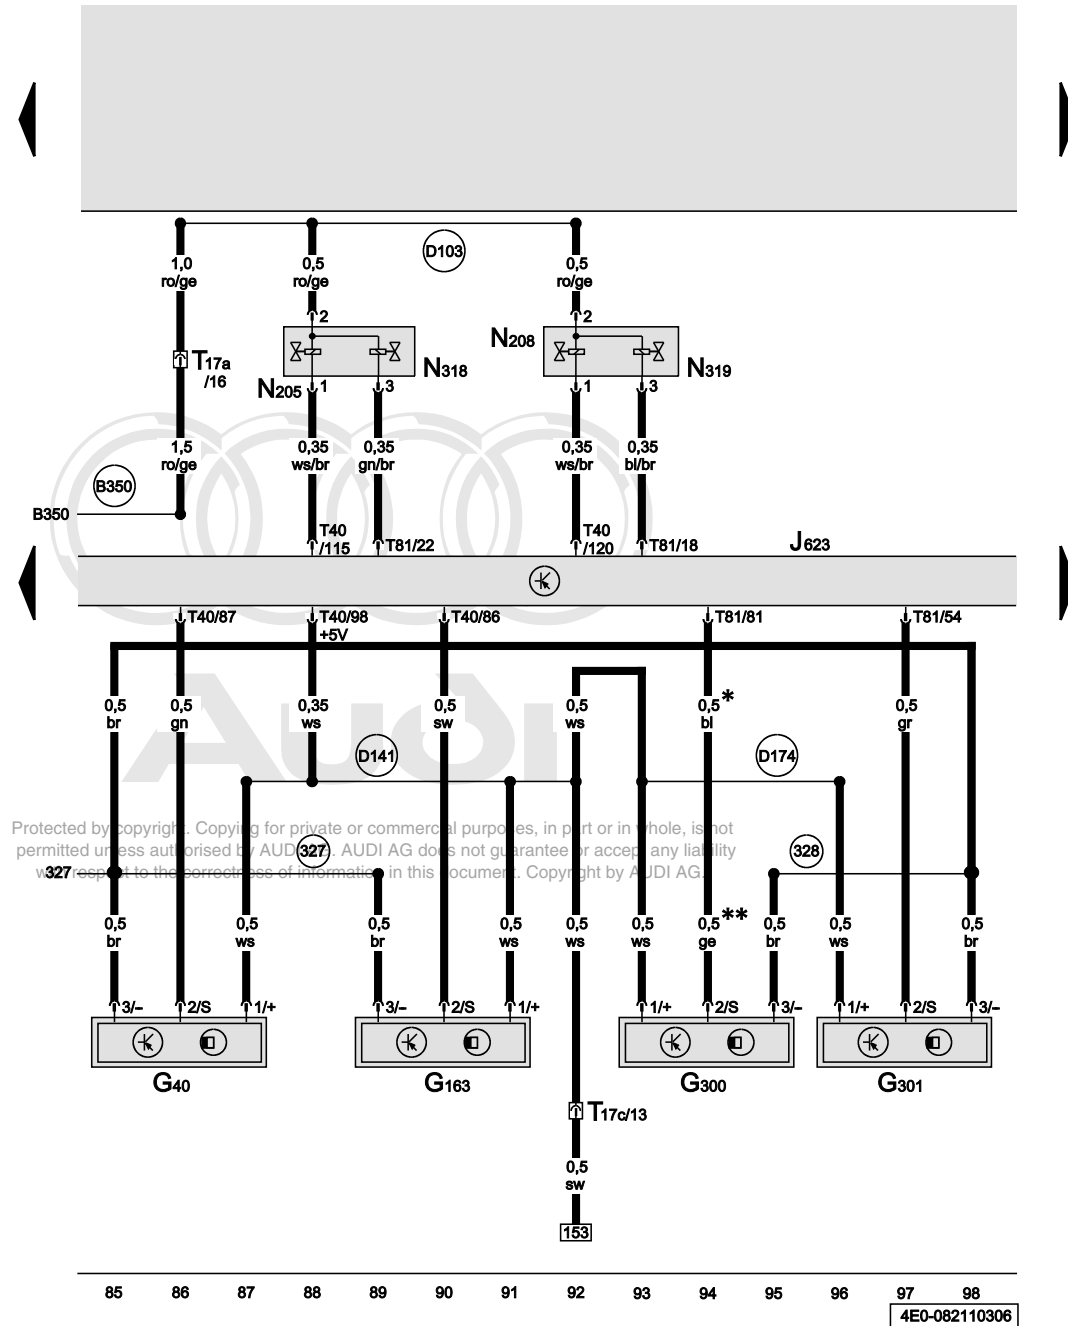 D103
1,0 0,5 0,5
ro/ge ro/ge ro/ge
2 2
T17a
/16
N205 N318 N208 N319
1 3 1 3
1,5 0,35 0,35 0,35 0,35
ro/ge ws/br gn/br ws/br bl/br
B350
B350
T40
/115
T81/22
T40
/120
T81/18
J623
T40/87 T40/98 T40/86 T81/81 T81/54
+5V
0,5 0,5 0,35 0,5 0,5 0,5* 0,5
br gn ws sw ws bl gr
D141 D174
Audi
Protected by copyright. Copying for private or commercial purposes, in part or in whole, is not
permitted unless authorised by AUDI AG. AUDI AG does not guarantee or accept any liability
with respect to the correctness of information in this document. Copyright by AUDI AG.
327 327 328
0,5 0,5 0,5 0,5 0,5 0,5 0,5** 0,5 0,5 0,5
br ws br ws ws ws ge br ws br
3/– 2/S 1/+ 3/– 2/S 1/+ 1/+ 2/S 3/– 1/+ 2/S 3/–
G40 G163 G300 G301
T17c/13
0,5
sw
153
85 86 87 88 89 90 91 92 93 94 95 96 97 98
4E0-082110306